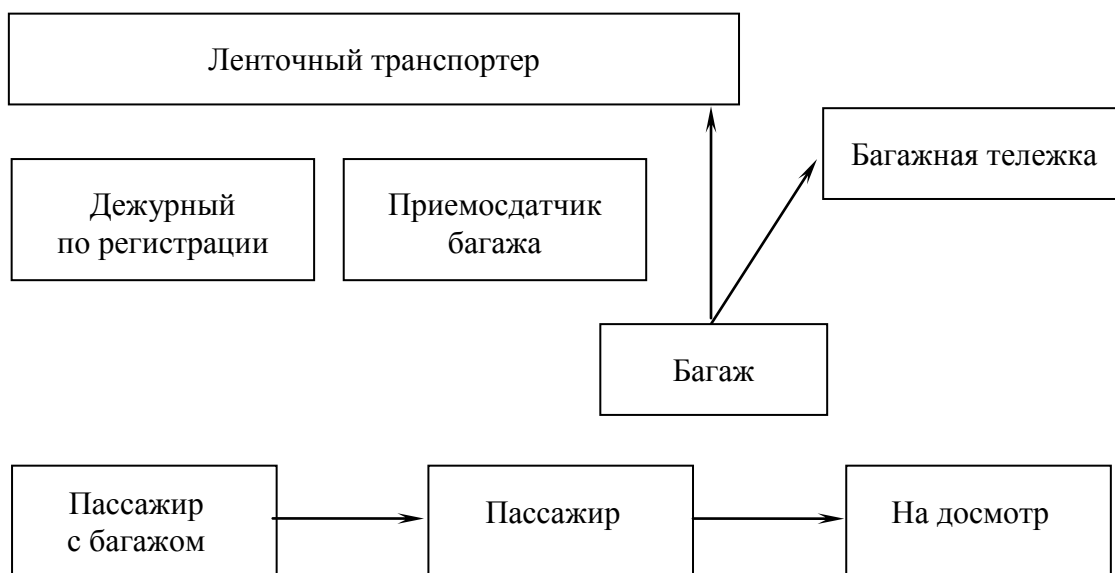 Ленточный транспортер
Багажная тележка
Дежурный
по регистрации
Приемосдатчик
багажа
Багаж
Пассажир
с багажом
Пассажир
На досмотр